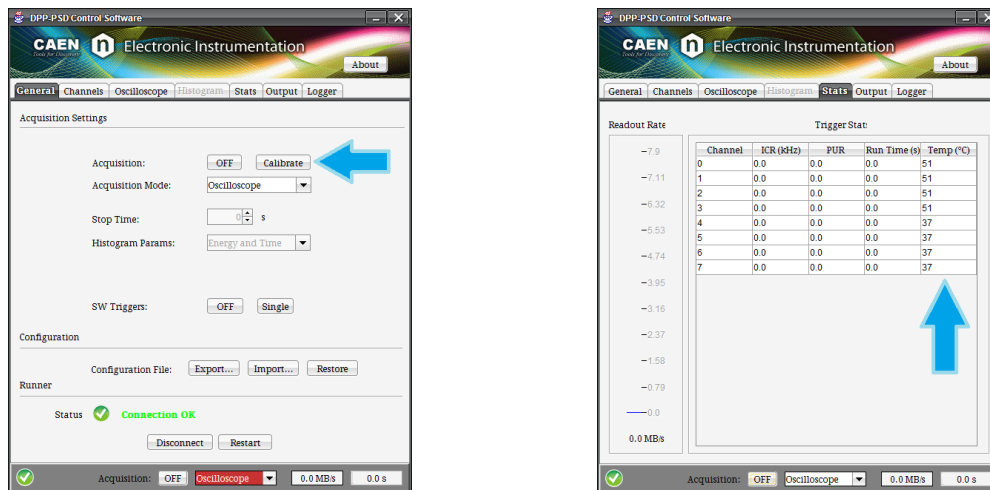 DPP-PSD Control Software
CAEN n Electronic Instrumentation
Tools for Discovery
About
General Channels Oscilloscope Histogram Stats Output Logger
Acquisition Settings
Acquisition: OFF Calibrate
Acquisition Mode: Oscilloscope
Stop Time: 0 s
Histogram Params: Energy and Time
SW Triggers: OFF Single
Configuration
Configuration File: Export... Import... Restore
Runner
Status Connection OK
Disconnect Restart
Acquisition: OFF Oscilloscope 0.0 MB/s 0.0 s
DPP-PSD Control Software
CAEN n Electronic Instrumentation
Tools for Discovery
About
General Channels Oscilloscope Histogram Stats Output Logger
Readout Rate Trigger Stat:
−7.9
−7.11
−6.32
−5.53
−4.74
−3.95
−3.16
−2.37
−1.58
−0.79
0.0
0.0 MB/s
Channel ICR (kHz) PUR Run Time (s) Temp (°C)
0 0.0 0.0 0.0 51
1 0.0 0.0 0.0 51
2 0.0 0.0 0.0 51
3 0.0 0.0 0.0 51
4 0.0 0.0 0.0 37
5 0.0 0.0 0.0 37
6 0.0 0.0 0.0 37
7 0.0 0.0 0.0 37
Acquisition: OFF Oscilloscope 0.0 MB/s 0.0 s